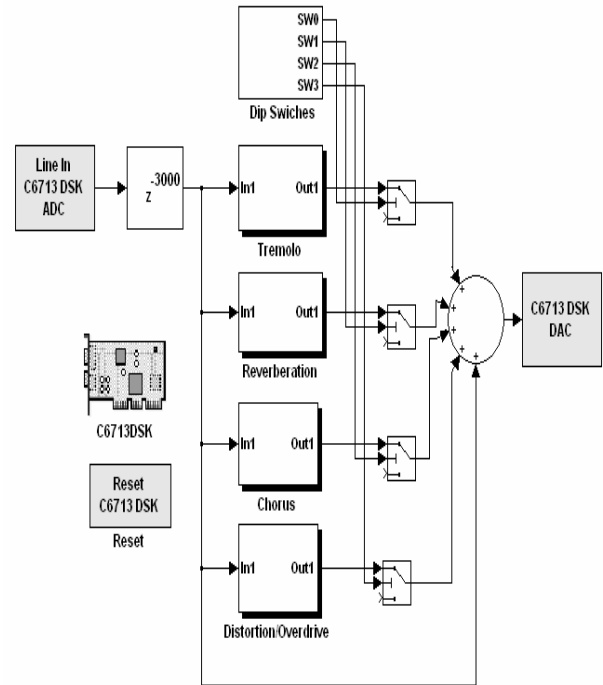 SW0
SW1
SW2
SW3
Dip Swiches
Line In
C6713 DSK
ADC
-3000
z
In1
Out1
Tremolo
In1
Out1
Reverberation
C6713 DSK
DAC
C6713DSK
In1
Out1
Chorus
Reset
C6713 DSK
Reset
In1
Out1
Distortion/Overdrive
+
+
+
+
+